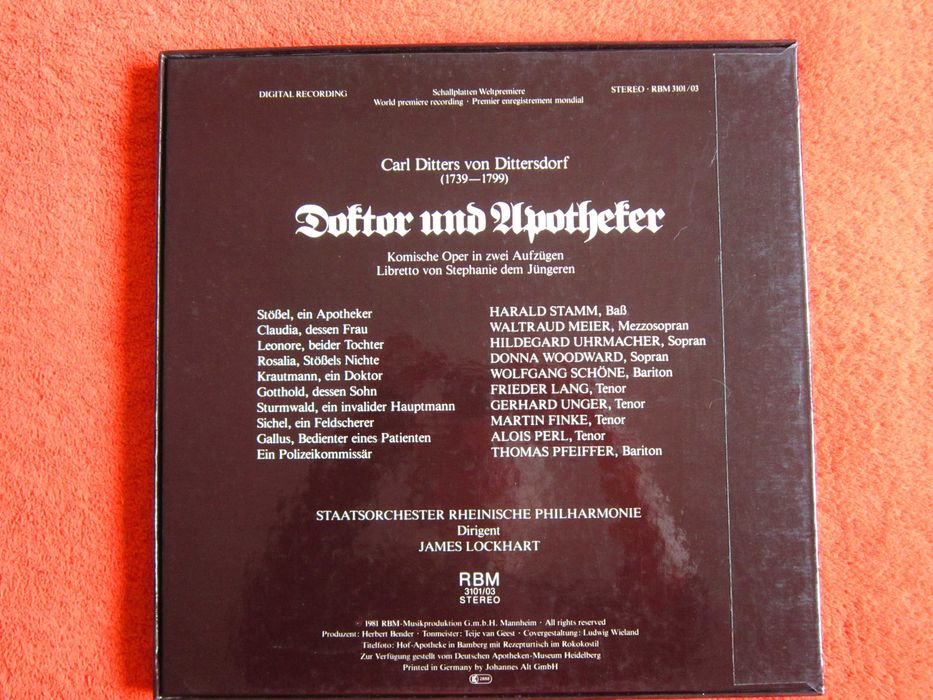 DIGITAL RECORDING
Schallplatten Weltpremiere
World premiere recording · Premier enregistrement mondial
STEREO · RBM 3101/03
Carl Ditters von Dittersdorf
(1739—1799)
Doktor und Apotheker
Komische Oper in zwei Aufzügen
Libretto von Stephanie dem Jüngeren
Stößel, ein Apotheker HARALD STAMM, Baß
Claudia, dessen Frau WALTRAUD MEIER, Mezzosopran
Leonore, beider Tochter HILDEGARD UHRMACHER, Sopran
Rosalia, Stößels Nichte DONNA WOODWARD, Sopran
Krautmann, ein Doktor WOLFGANG SCHÖNE, Bariton
Gotthold, dessen Sohn FRIEDER LANG, Tenor
Sturmwald, ein invalider Hauptmann GERHARD UNGER, Tenor
Sichel, ein Feldscherer MARTIN FINKE, Tenor
Gallus, Bedienter eines Patienten ALOIS PERL, Tenor
Ein Polizeikommissär THOMAS PFEIFFER, Bariton
STAATSORCHESTER RHEINISCHE PHILHARMONIE
Dirigent
JAMES LOCKHART
RBM
3101/03
STEREO
1981 RBM-Musikproduktion G.m.b.H. Mannheim · All rights reserved
Produzent: Herbert Bender · Tonmeister: Teije van Geest · Covergestaltung: Ludwig Wieland
Titelfoto: Hof-Apotheke in Bamberg mit Rezepturtisch im Rokokostil
Zur Verfügung gestellt vom Deutschen Apotheken-Museum Heidelberg
Printed in Germany by Johannes Alt GmbH